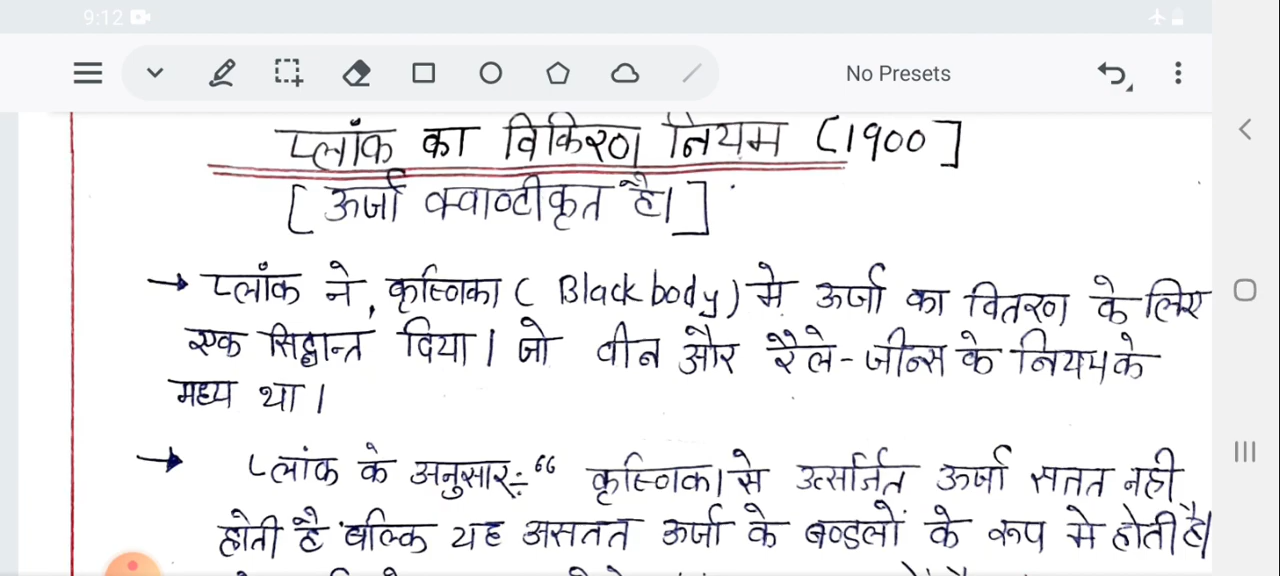 9:12
No Presets
प्लॉंक का विकिरण नियम (1900]
[ ऊर्जा क्वाण्टीकृत है। ]
→ प्लॉंक ने, कृष्णिका ( Black body ) मे ऊर्जा का वितरण के लिए
एक सिद्धान्त दिया। जो वीन और रैले - जीन्स के नियम के
मध्य था।
→ प्लांक के अनुसार:- “ कृष्णिका से उत्सर्जित ऊर्जा सतत नही
होती है बल्कि यह असतत ऊर्जा के बण्डलों के रूप मे होती है।